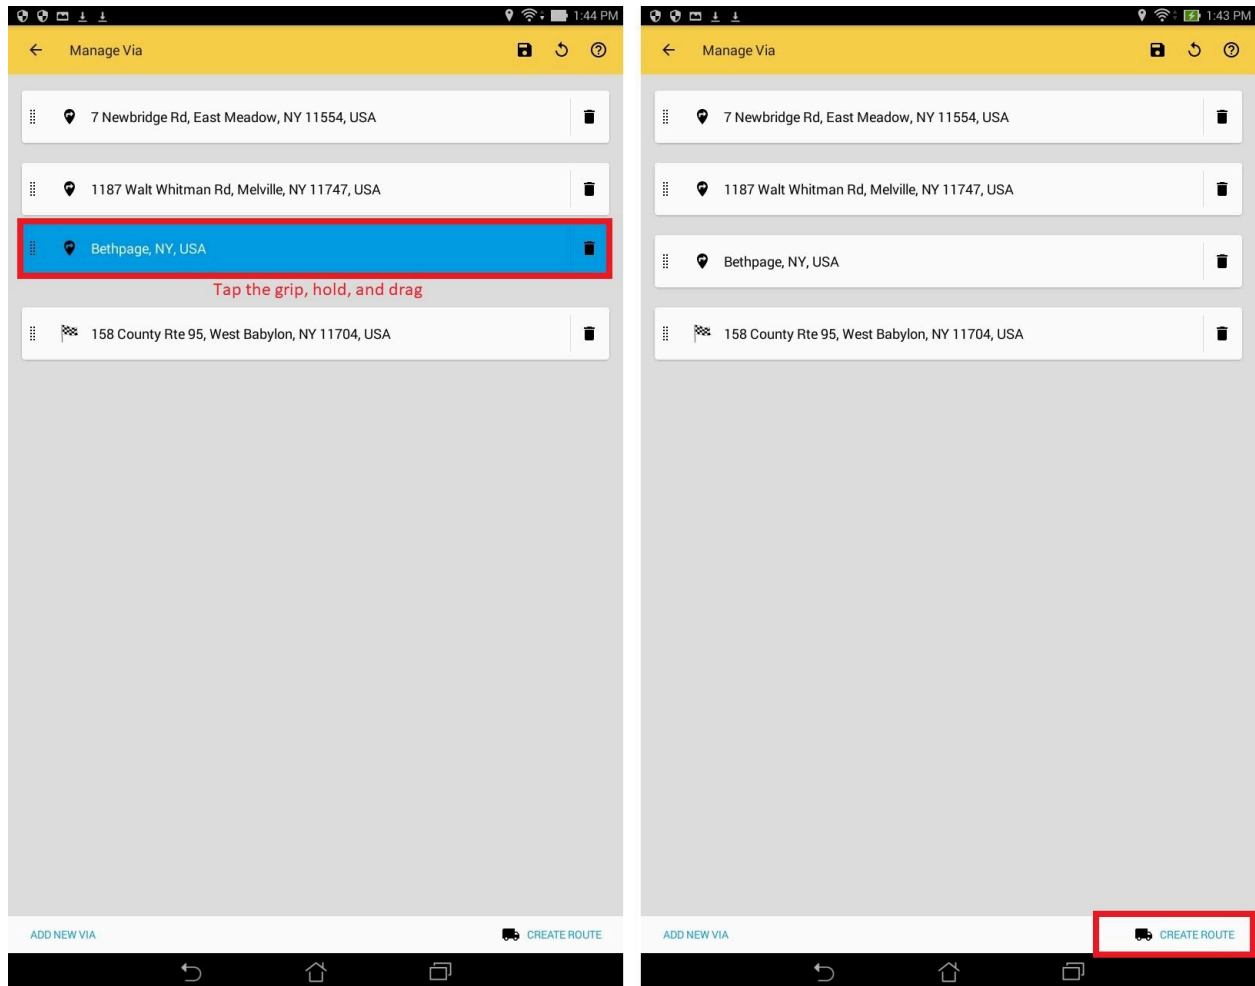 1:44 PM
Manage Via
7 Newbridge Rd, East Meadow, NY 11554, USA
1187 Walt Whitman Rd, Melville, NY 11747, USA
Bethpage, NY, USA
Tap the grip, hold, and drag
158 County Rte 95, West Babylon, NY 11704, USA
ADD NEW VIA
CREATE ROUTE
1:43 PM
Manage Via
7 Newbridge Rd, East Meadow, NY 11554, USA
1187 Walt Whitman Rd, Melville, NY 11747, USA
Bethpage, NY, USA
158 County Rte 95, West Babylon, NY 11704, USA
ADD NEW VIA
CREATE ROUTE